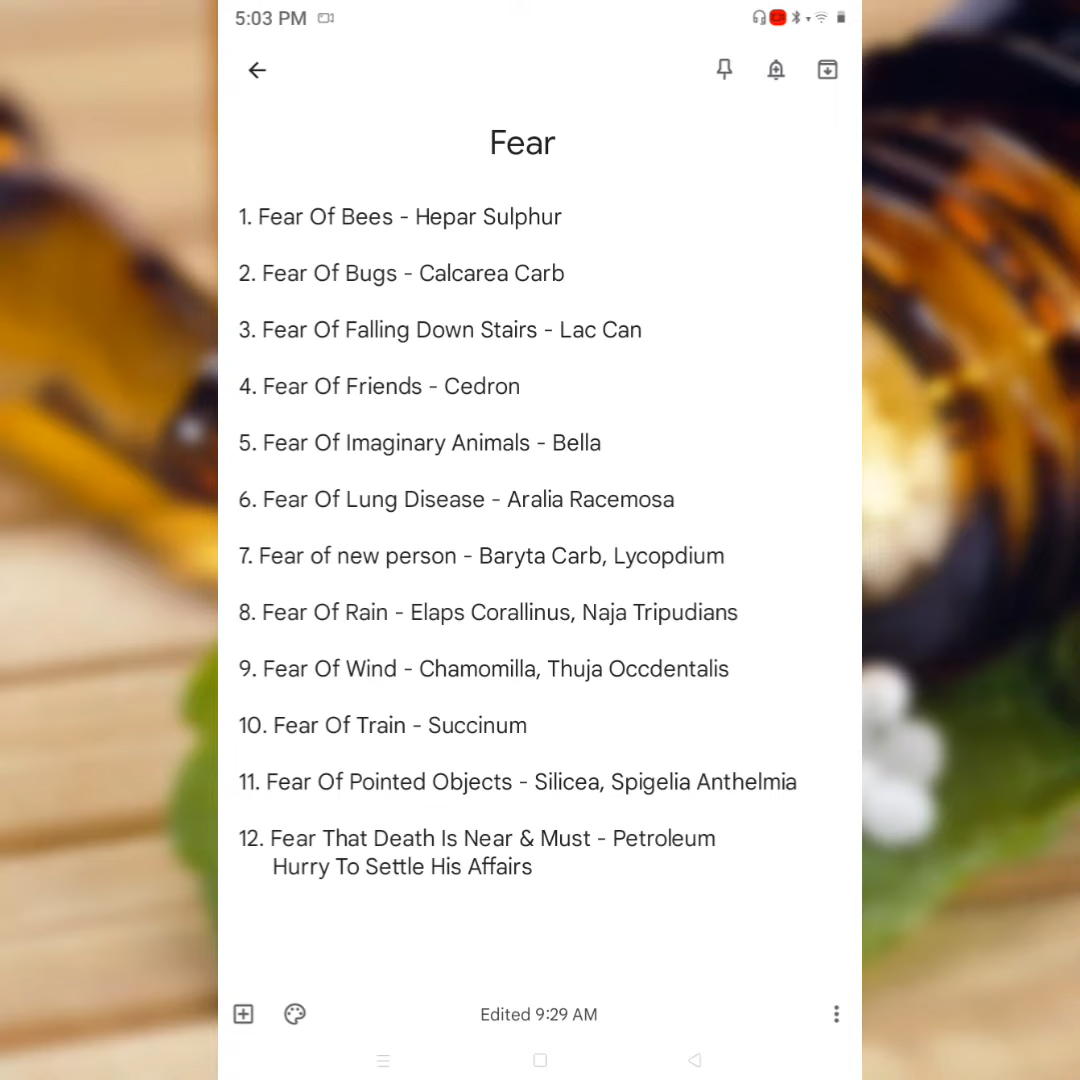 5:03 PM
Fear
1. Fear Of Bees - Hepar Sulphur
2. Fear Of Bugs - Calcarea Carb
3. Fear Of Falling Down Stairs - Lac Can
4. Fear Of Friends - Cedron
5. Fear Of Imaginary Animals - Bella
6. Fear Of Lung Disease - Aralia Racemosa
7. Fear of new person - Baryta Carb, Lycopdium
8. Fear Of Rain - Elaps Corallinus, Naja Tripudians
9. Fear Of Wind - Chamomilla, Thuja Occdentalis
10. Fear Of Train - Succinum
11. Fear Of Pointed Objects - Silicea, Spigelia Anthelmia
12. Fear That Death Is Near & Must - Petroleum
Hurry To Settle His Affairs
Edited 9:29 AM